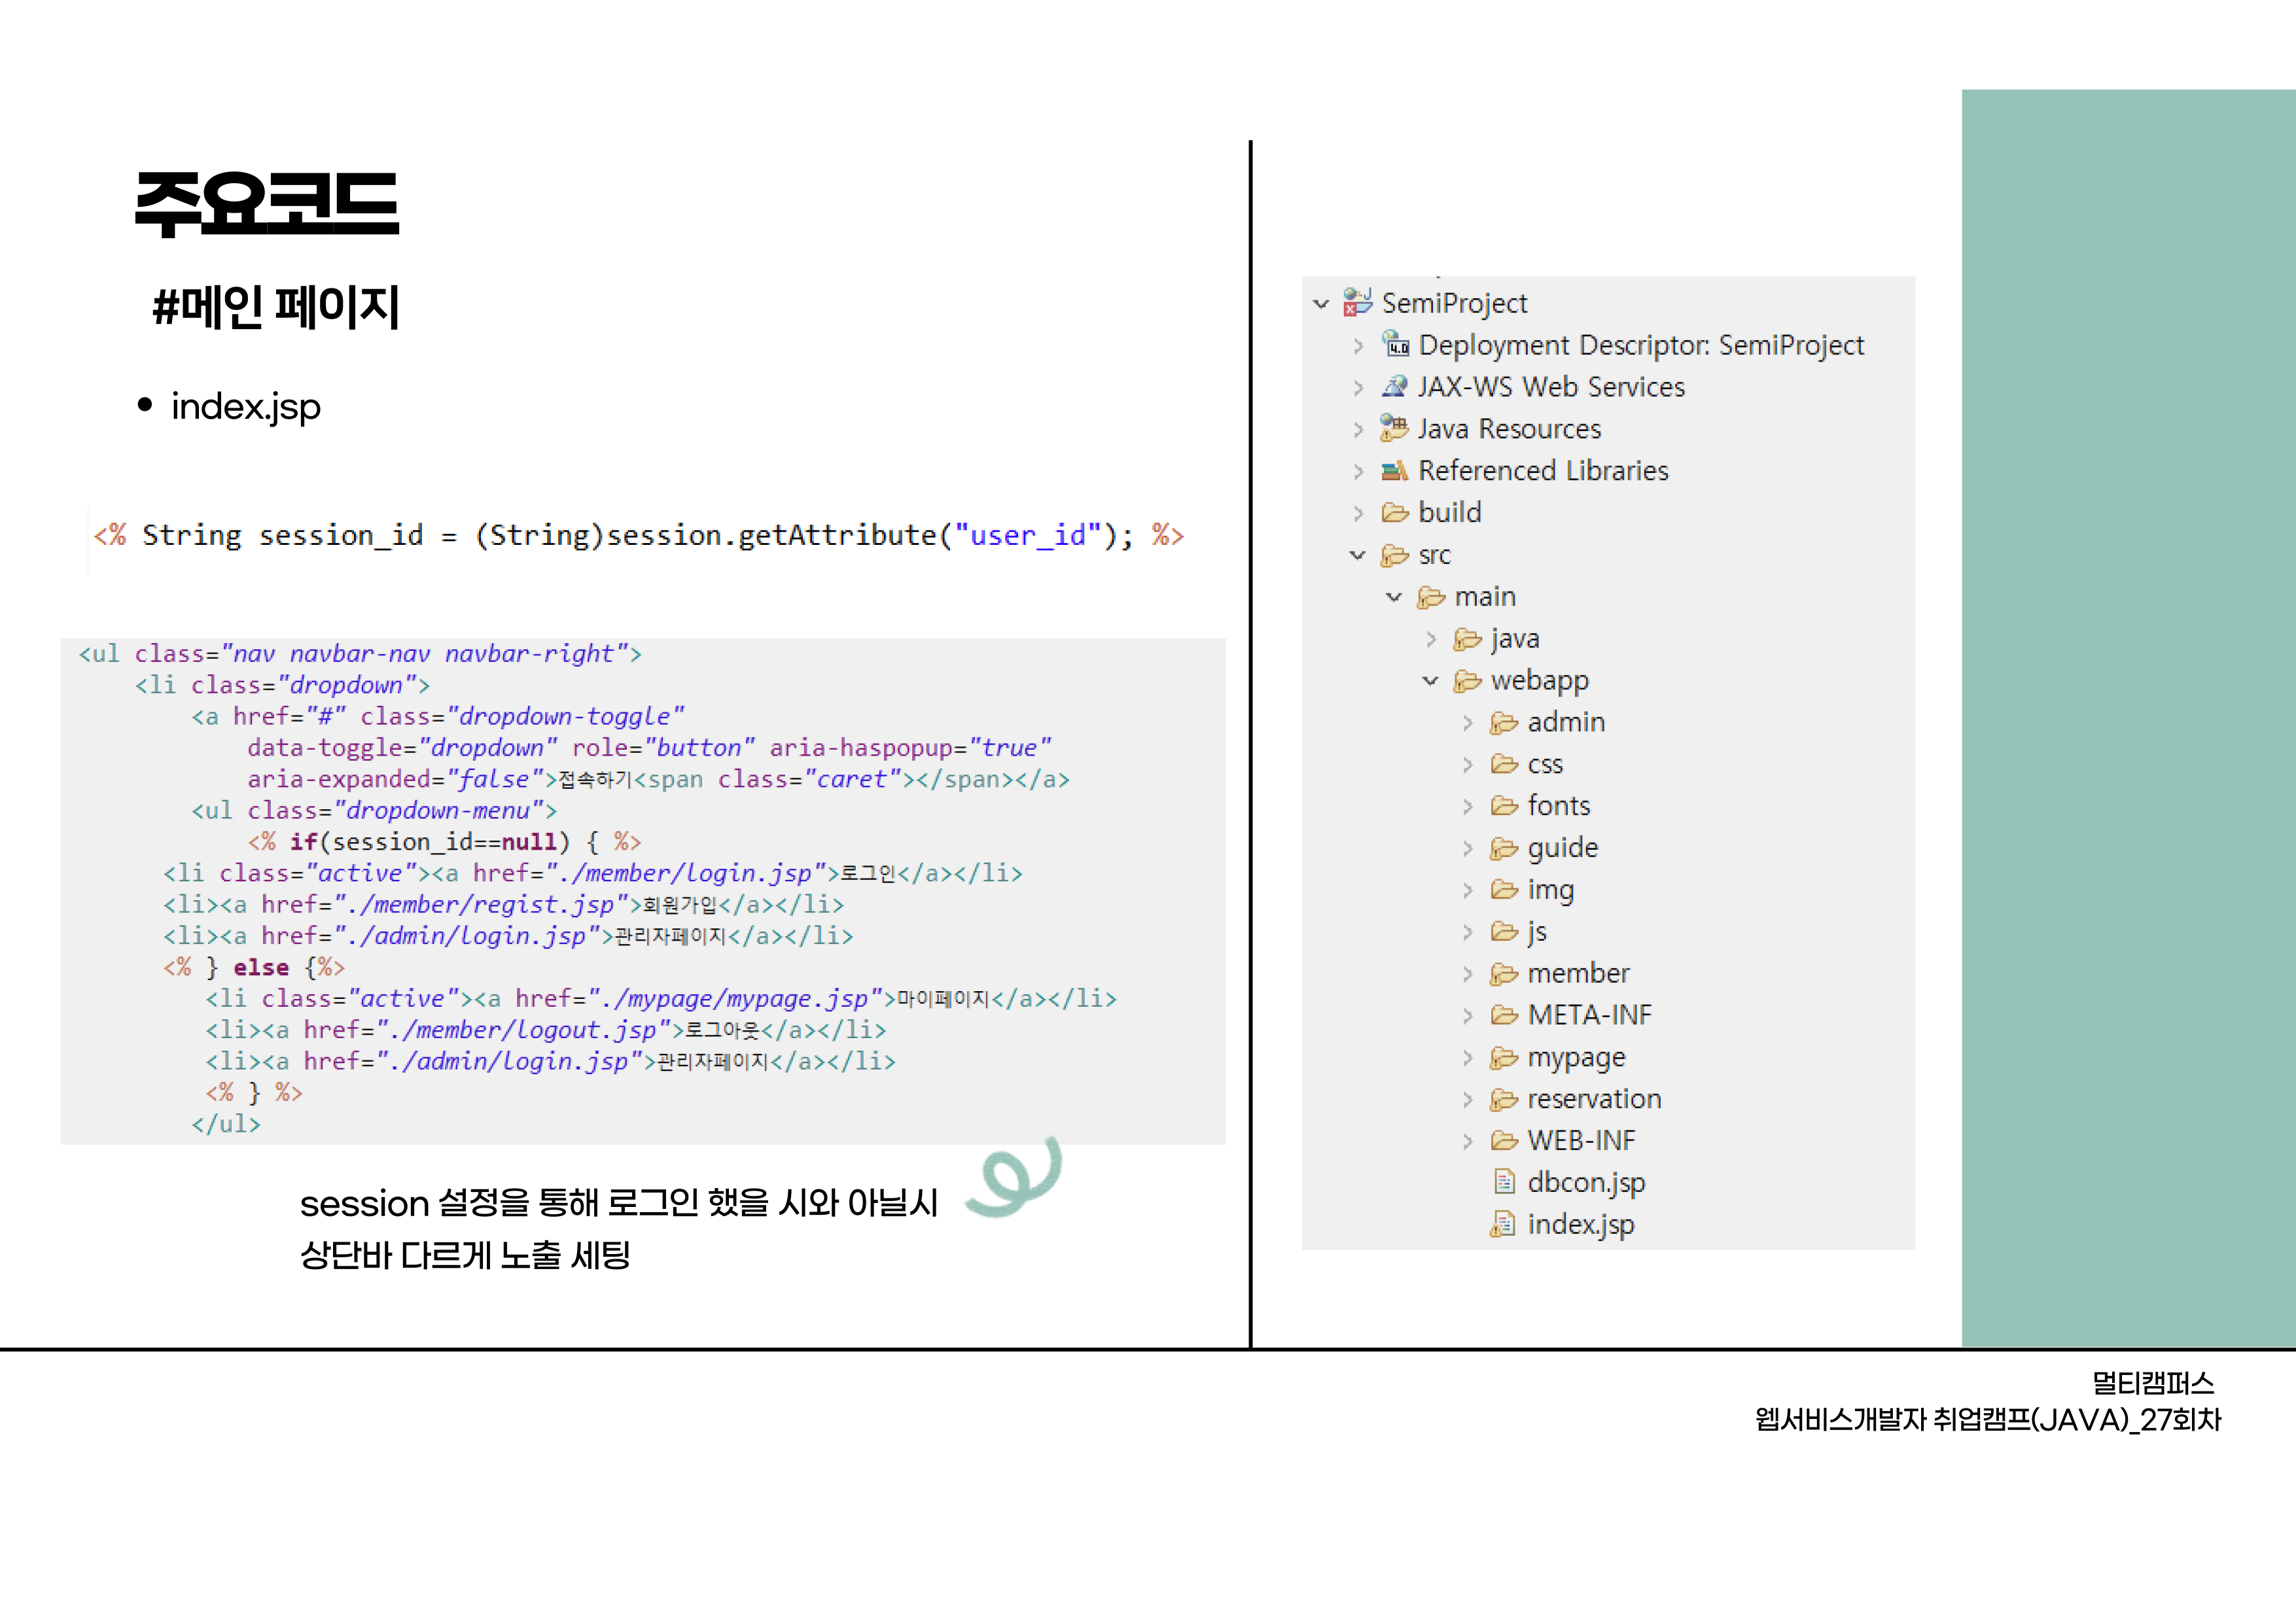 주요코드
#메인 페이지
• index.jsp
<% String session_id = (String)session.getAttribute("user_id"); %>
<ul class="nav navbar-nav navbar-right">
<li class="dropdown">
<a href="#" class="dropdown-toggle"
data-toggle="dropdown" role="button" aria-haspopup="true"
aria-expanded="false">접속하기<span class="caret"></span></a>
<ul class="dropdown-menu">
<% if(session_id==null) { %>
<li class="active"><a href="./member/login.jsp">로그인</a></li>
<li><a href="./member/regist.jsp">회원가입</a></li>
<li><a href="./admin/login.jsp">관리자페이지</a></li>
<% } else {%>
<li class="active"><a href="./mypage/mypage.jsp">마이페이지</a></li>
<li><a href="./member/logout.jsp">로그아웃</a></li>
<li><a href="./admin/login.jsp">관리자페이지</a></li>
<% } %>
</ul>
session 설정을 통해 로그인 했을 시와 아닐시
상단바 다르게 노출 세팅
SemiProject
Deployment Descriptor: SemiProject
JAX-WS Web Services
Java Resources
Referenced Libraries
build
src
main
java
webapp
admin
css
fonts
guide
img
js
member
META-INF
mypage
reservation
WEB-INF
dbcon.jsp
index.jsp
멀티캠퍼스
웹서비스개발자 취업캠프(JAVA)_27회차